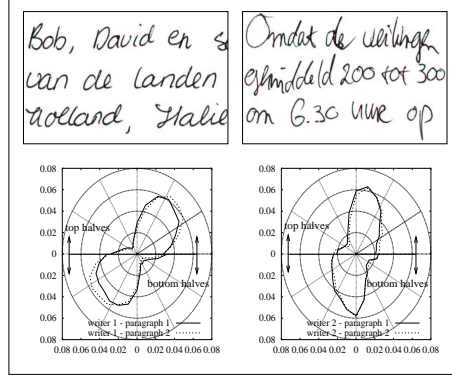 Bob, David en s
van de landen
Holland, Italie
Omdat de veilingen
gemiddeld 200 tot 300
om 6.30 uur op
0.08
0.06
0.04
0.02
0
0.02
0.04
0.06
0.08
top halves
bottom halves
writer 1 - paragraph 1
writer 1 - paragraph 2
0.08 0.06 0.04 0.02 0 0.02 0.04 0.06 0.08
0.08
0.06
0.04
0.02
0
0.02
0.04
0.06
0.08
top halves
bottom halves
writer 2 - paragraph 1
writer 2 - paragraph 2
0.08 0.06 0.04 0.02 0 0.02 0.04 0.06 0.08